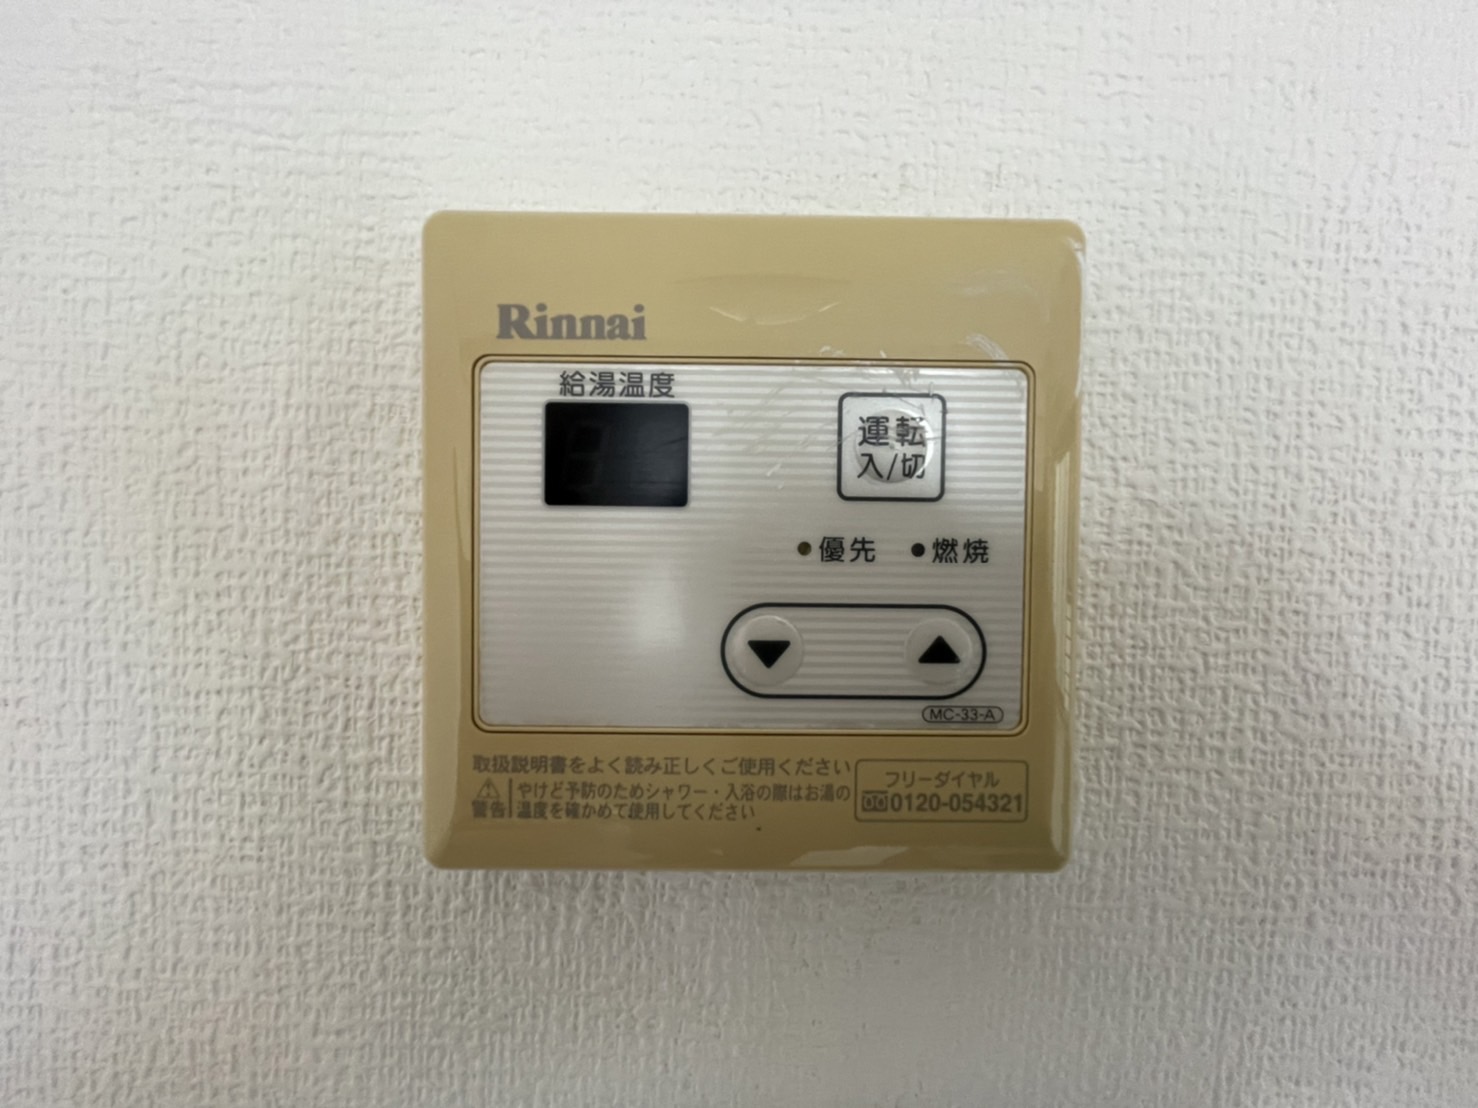 Rinnai
給湯温度
運転
入/切
優先
燃焼
MC-33-A
取扱説明書をよく読み正しくご使用ください
警告
やけど予防のためシャワー・入浴の際はお湯の
温度を確かめて使用してください
フリーダイヤル
0120-054321